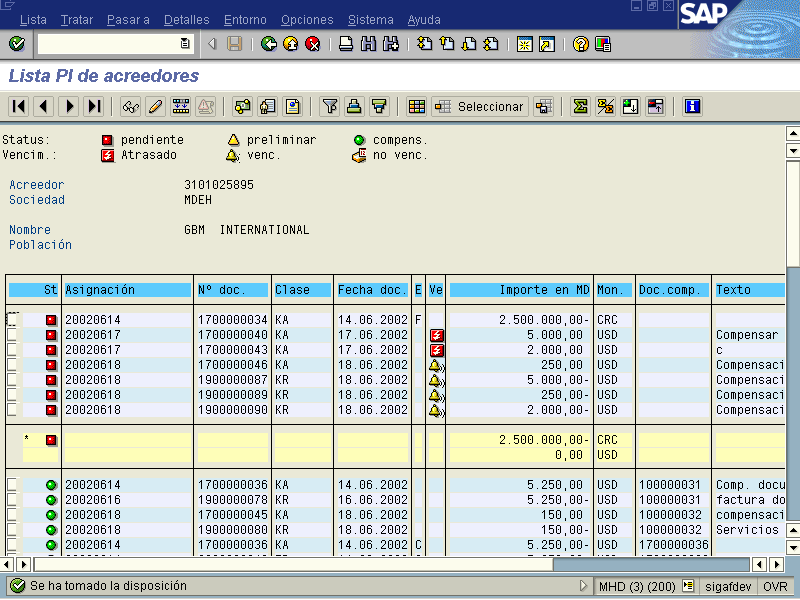 Lista Tratar Pasar a Detalles Entorno Opciones Sistema Ayuda
SAP
Lista PI de acreedores
Seleccionar
Status: pendiente preliminar compens.
Vencim.: Atrasado venc. no venc.
Acreedor 3101025895
Sociedad MDEH
Nombre GBM INTERNATIONAL
Población
St Asignación Nº doc. Clase Fecha doc. E Ve Importe en MD Mon. Doc.comp. Texto
20020614 1700000034 KA 14.06.2002 F 2.500.000,00- CRC
20020617 1700000040 KA 17.06.2002 5.000,00 USD Compensar
20020617 1700000043 KA 17.06.2002 2.000,00 USD c
20020618 1700000046 KA 18.06.2002 250,00 USD Compensaci
20020618 1900000087 KR 18.06.2002 5.000,00- USD Compensaci
20020618 1900000089 KR 18.06.2002 250,00- USD Compensaci
20020618 1900000090 KR 18.06.2002 2.000,00- USD Compensaci
* 2.500.000,00- CRC
0,00 USD
20020614 1700000036 KA 14.06.2002 5.250,00 USD 100000031 Comp. docu
20020616 1900000078 KR 16.06.2002 5.250,00- USD 100000031 factura do
20020618 1700000045 KA 18.06.2002 150,00 USD 100000032 compensaci
20020618 1900000080 KR 18.06.2002 150,00- USD 100000032 Servicios
20020614 1700000036 KA 14.06.2002 C 5.250,00- USD 1700000036
Se ha tomado la disposición MHD (3) (200) sigafdev OVR